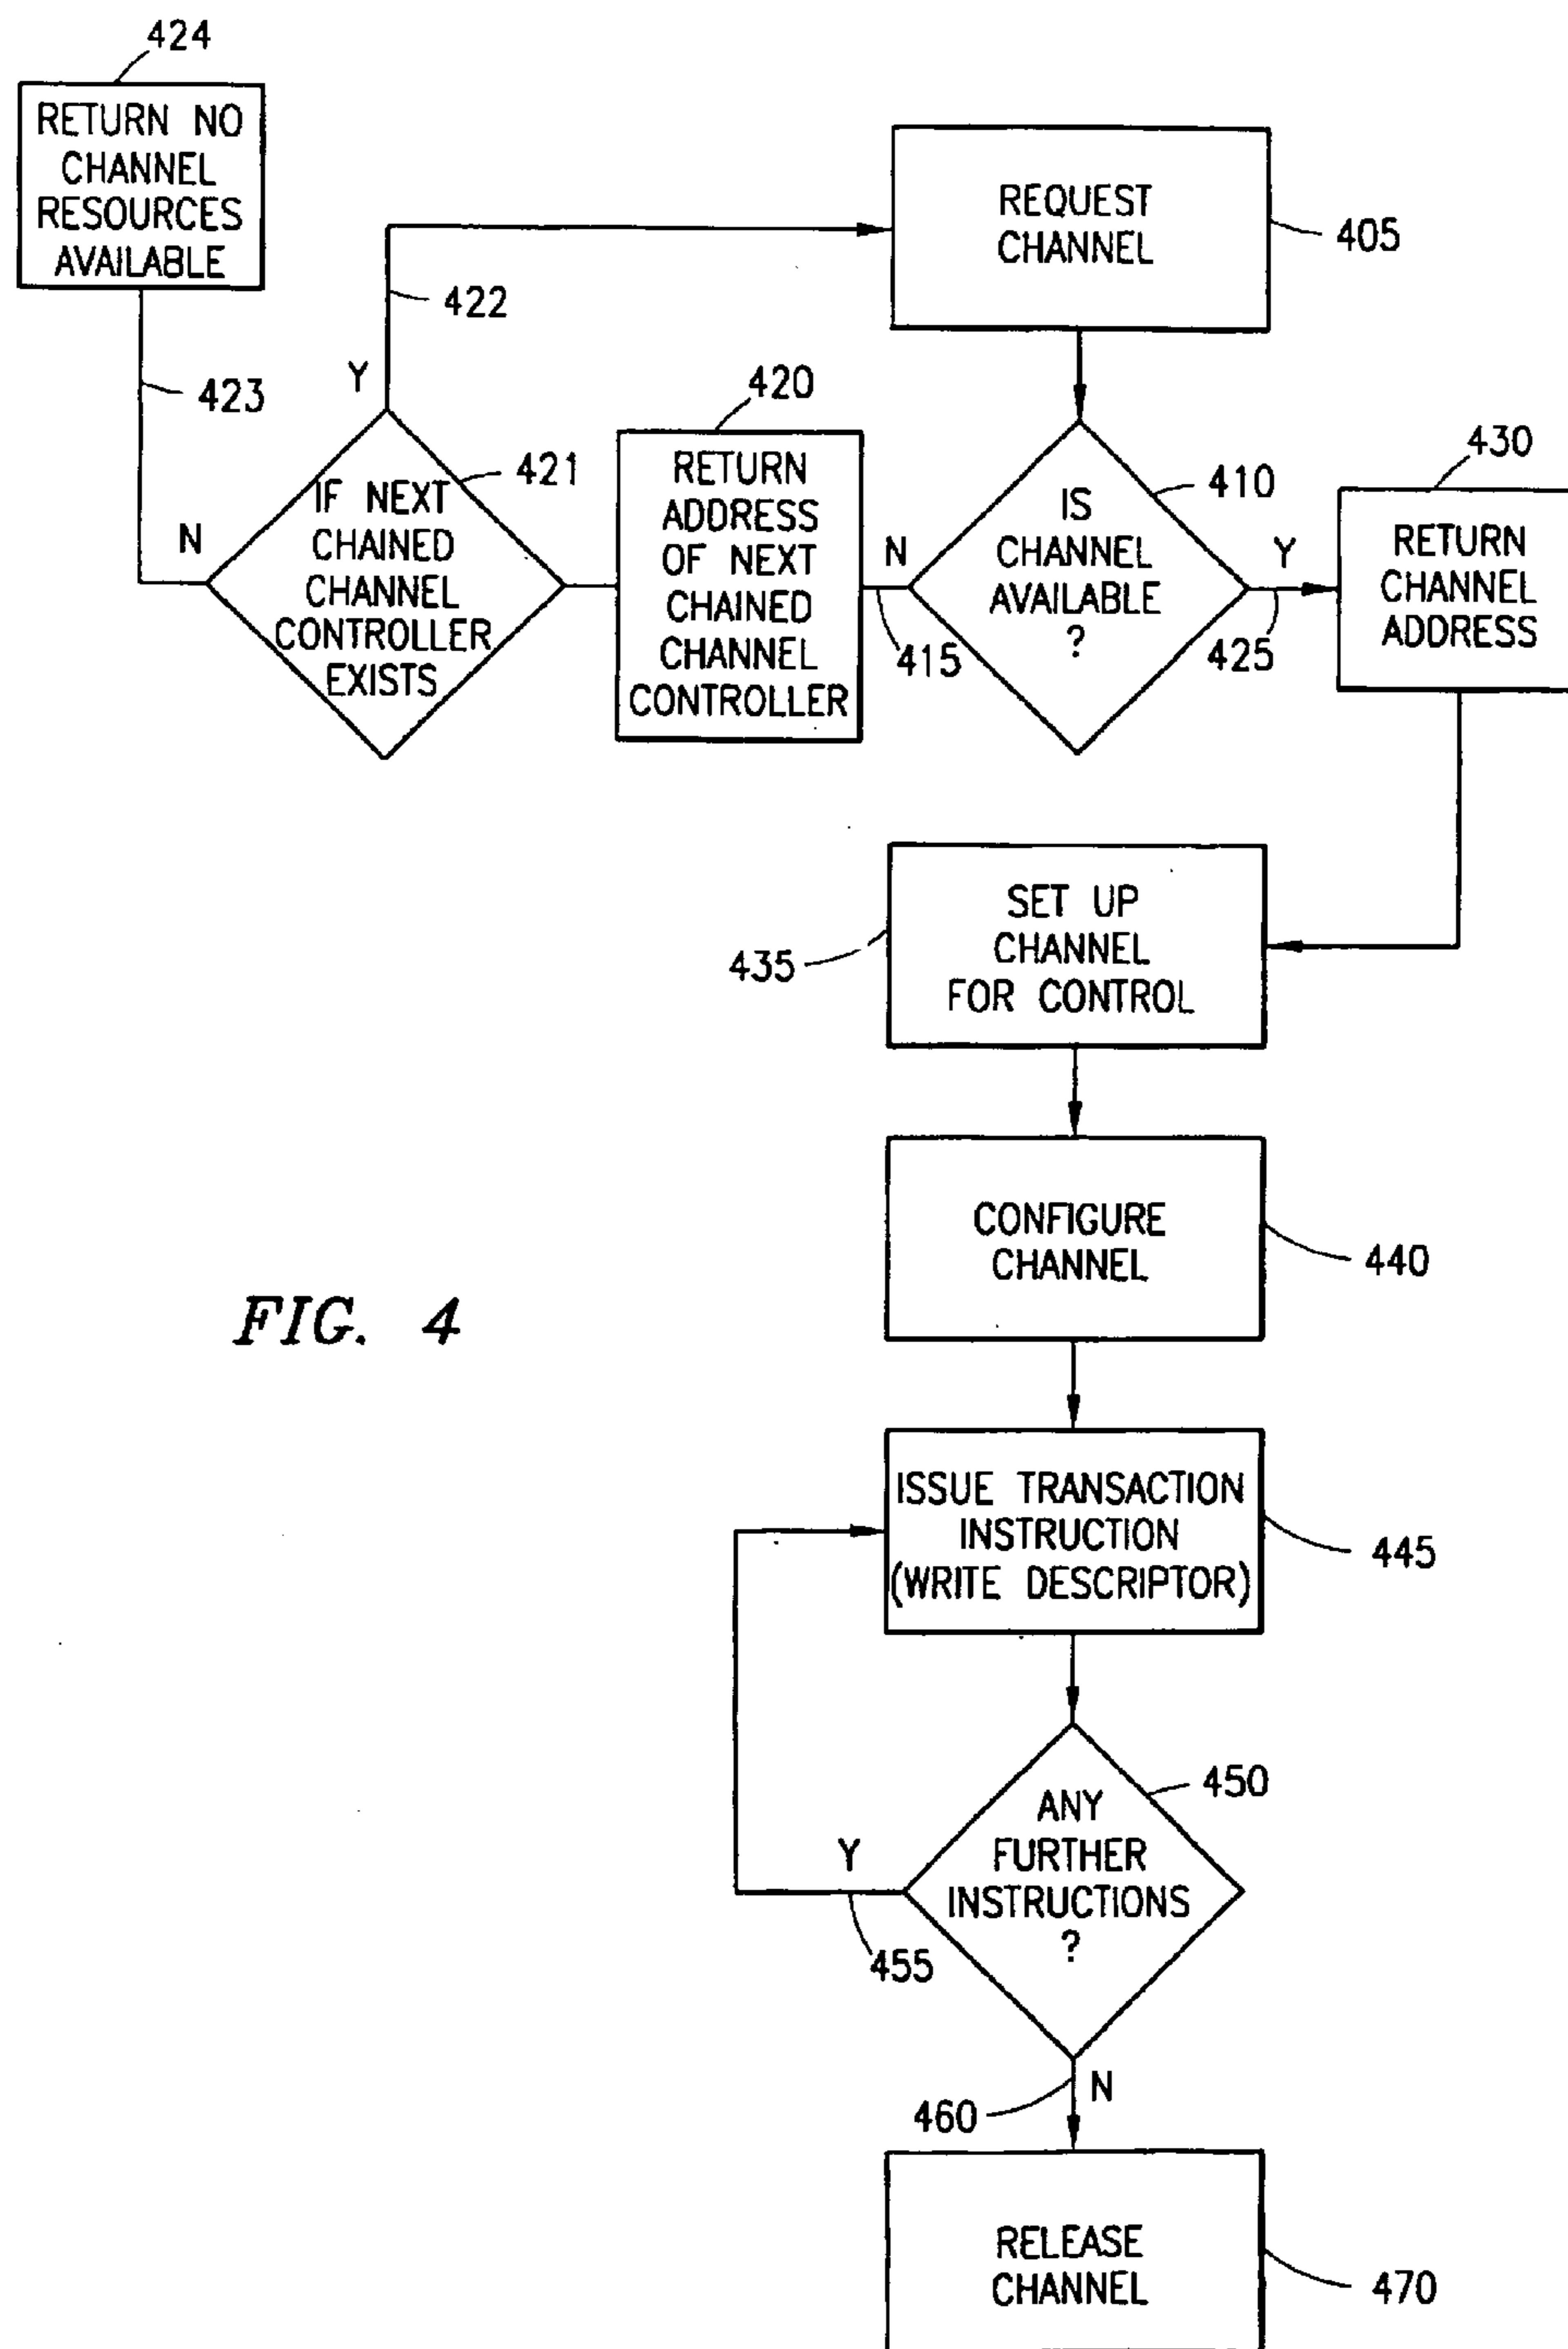 424
RETURN NO
CHANNEL
RESOURCES
AVAILABLE
REQUEST
CHANNEL
405
422
Y
423
420
421
IF NEXT
CHAINED
CHANNEL
CONTROLLER
EXISTS
N
RETURN
ADDRESS
OF NEXT
CHAINED
CHANNEL
CONTROLLER
N
415
410
IS
CHANNEL
AVAILABLE
?
Y
425
430
RETURN
CHANNEL
ADDRESS
SET UP
CHANNEL
FOR CONTROL
435
CONFIGURE
CHANNEL
440
FIG. 4
ISSUE TRANSACTION
INSTRUCTION
(WRITE DESCRIPTOR)
445
450
ANY
FURTHER
INSTRUCTIONS
?
Y
455
460
N
RELEASE
CHANNEL
470